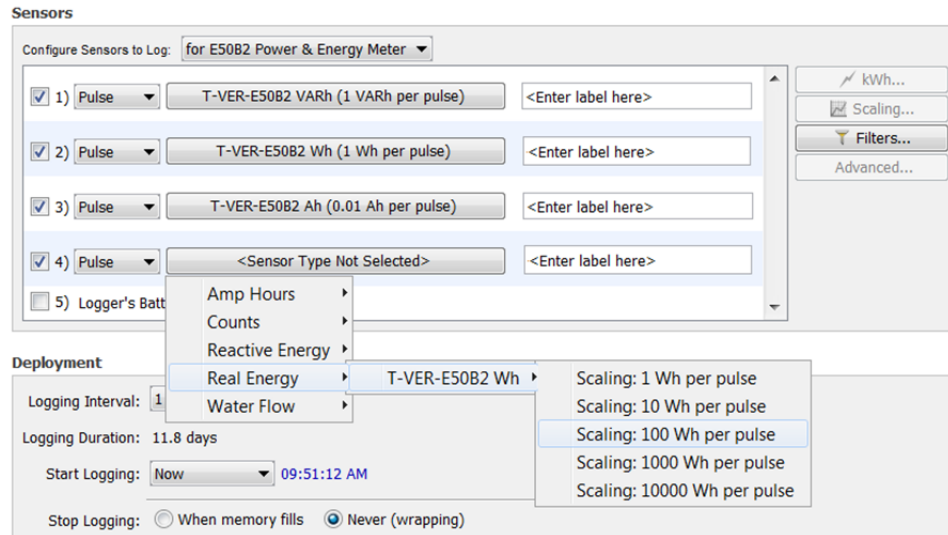 Sensors
Configure Sensors to Log: for E50B2 Power & Energy Meter
1) Pulse T-VER-E50B2 VARh (1 VARh per pulse) <Enter label here>
2) Pulse T-VER-E50B2 Wh (1 Wh per pulse) <Enter label here>
3) Pulse T-VER-E50B2 Ah (0.01 Ah per pulse) <Enter label here>
4) Pulse <Sensor Type Not Selected> <Enter label here>
5) Logger's Batt
kWh...
Scaling...
Filters...
Advanced...
Amp Hours
Counts
Reactive Energy
Real Energy
Water Flow
T-VER-E50B2 Wh
Scaling: 1 Wh per pulse
Scaling: 10 Wh per pulse
Scaling: 100 Wh per pulse
Scaling: 1000 Wh per pulse
Scaling: 10000 Wh per pulse
Deployment
Logging Interval: 1
Logging Duration: 11.8 days
Start Logging: Now 09:51:12 AM
Stop Logging: When memory fills Never (wrapping)